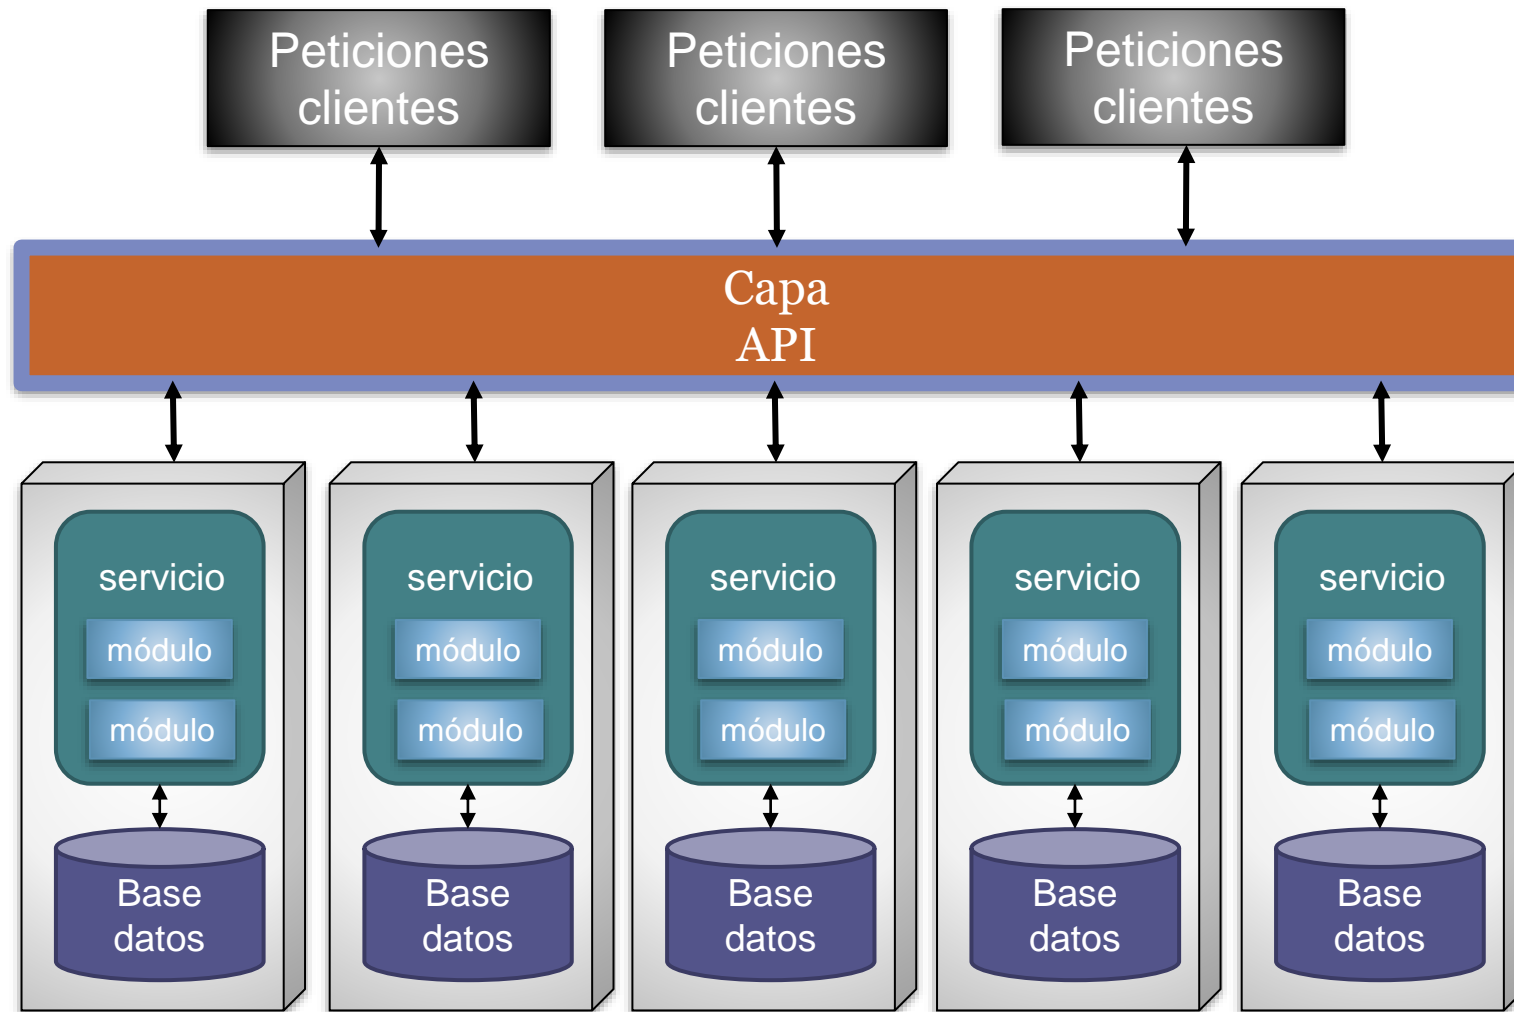 Peticiones
clientes
Peticiones
clientes
Peticiones
clientes
Capa
API
servicio
módulo
módulo
Base
datos
servicio
módulo
módulo
Base
datos
servicio
módulo
módulo
Base
datos
servicio
módulo
módulo
Base
datos
servicio
módulo
módulo
Base
datos